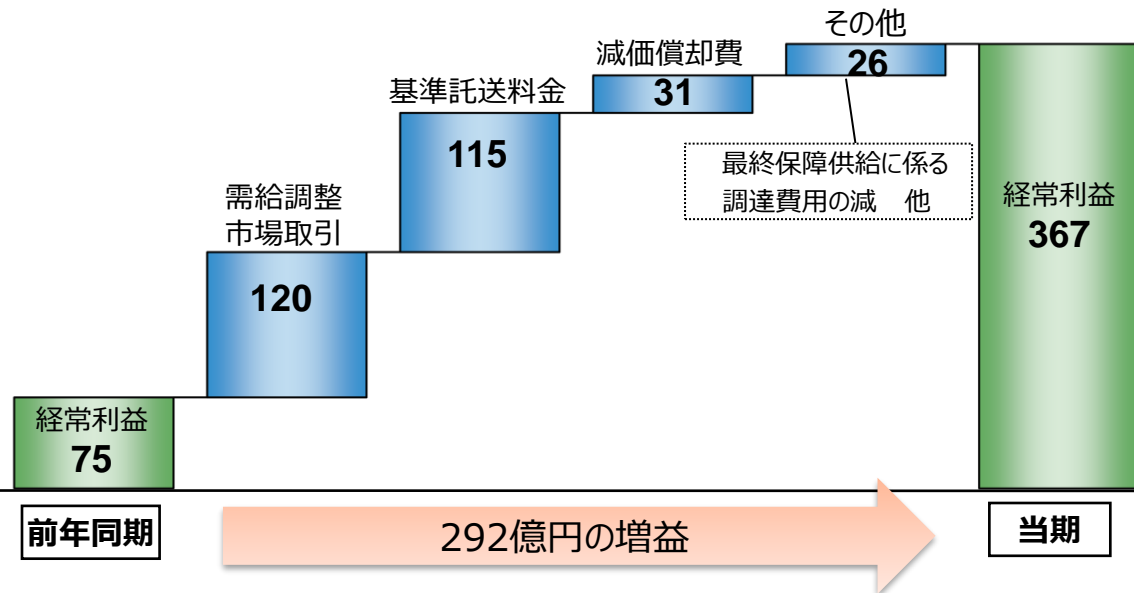 その他
26
減価償却費
31
基準託送料金
115
最終保障供給に係る
調達費用の減　他
需給調整
市場取引
120
経常利益
75
経常利益
367
前年同期
292億円の増益
当期